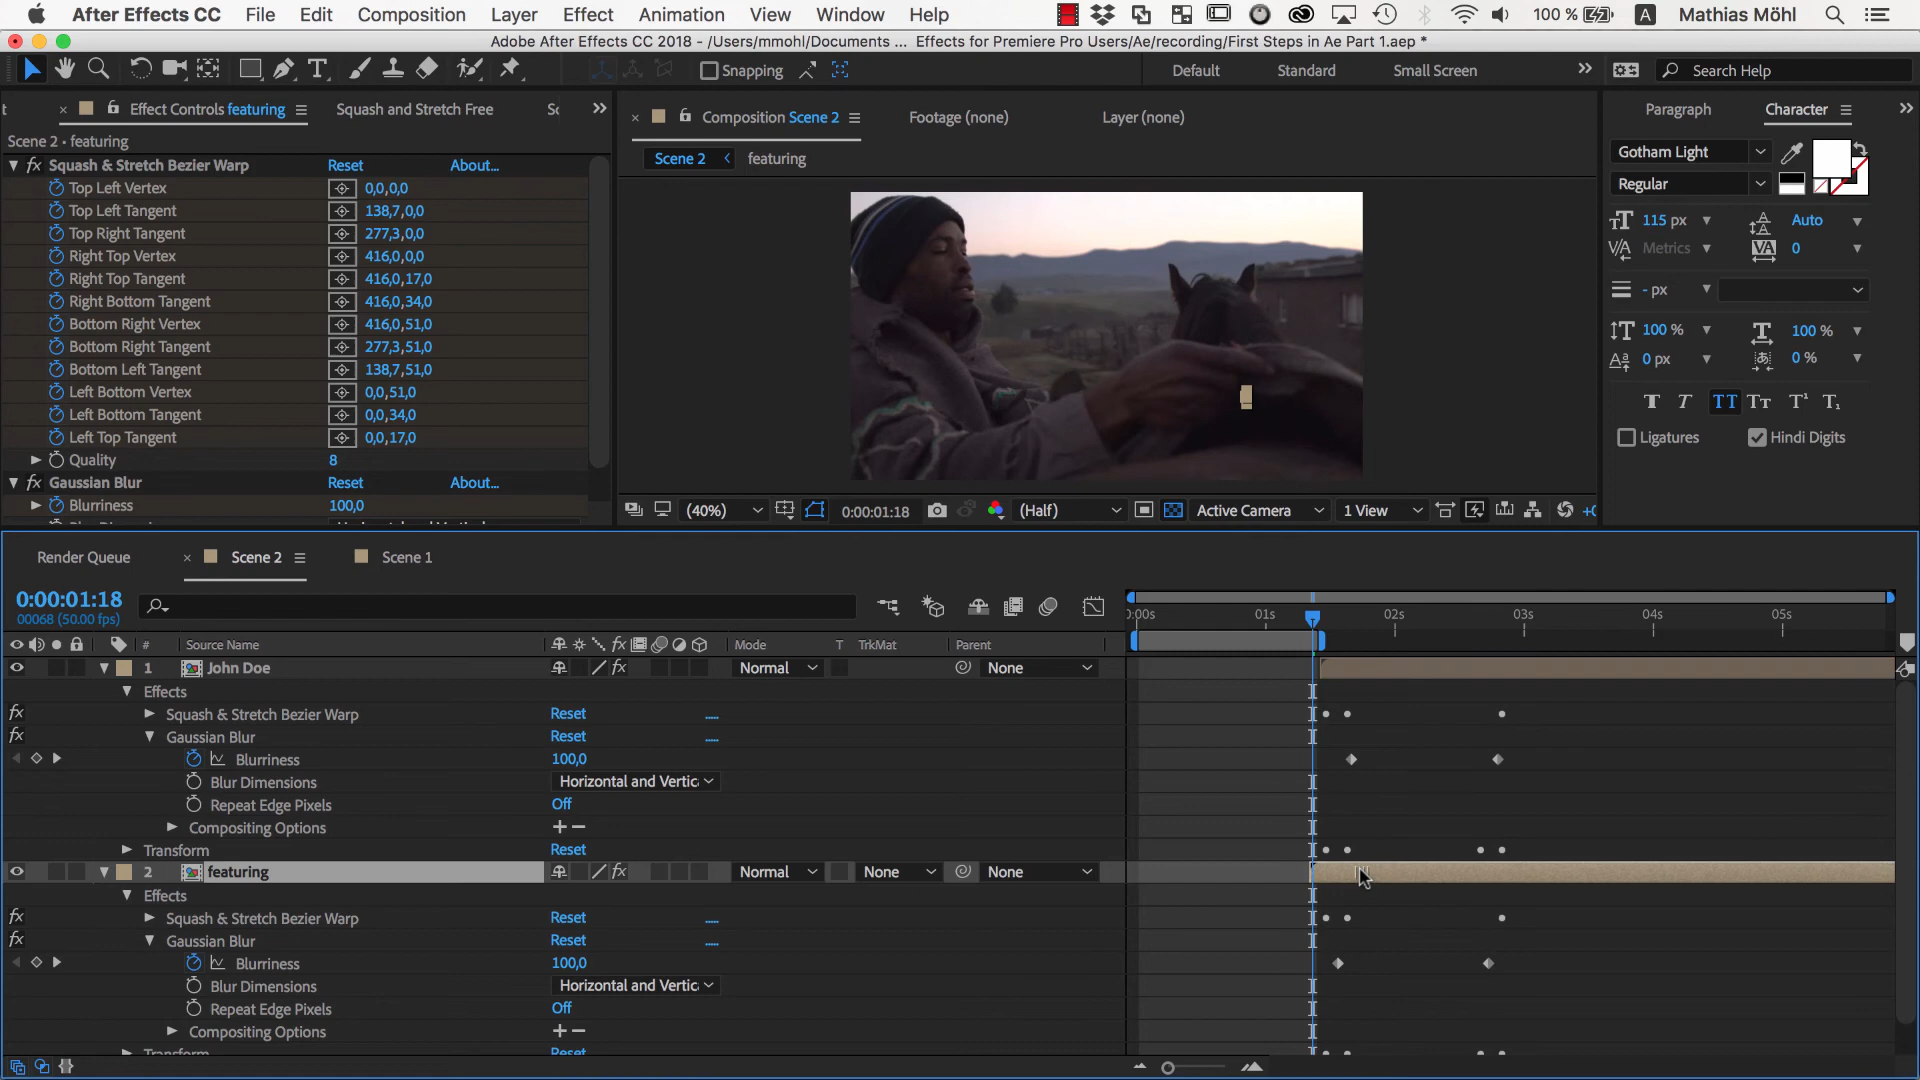 After Effects CC File Edit Composition Layer Effect Animation View Window Help 100 % A Mathias Möhl
Adobe After Effects CC 2018 - /Users/mmohl/Documents ... Effects for Premiere Pro Users/Ae/recording/First Steps in Ae Part 1.aep *
Snapping Default Standard Small Screen Search Help
Effect Controls featuring Squash and Stretch Free
Composition Scene 2 Footage (none) Layer (none)
Paragraph Character
Scene 2 • featuring
Scene 2 featuring
Squash & Stretch Bezier Warp Reset About...
Top Left Vertex 0,0,0,0
Top Left Tangent 138,7,0,0
Top Right Tangent 277,3,0,0
Right Top Vertex 416,0,0,0
Right Top Tangent 416,0,17,0
Right Bottom Tangent 416,0,34,0
Bottom Right Vertex 416,0,51,0
Bottom Right Tangent 277,3,51,0
Bottom Left Tangent 138,7,51,0
Left Bottom Vertex 0,0,51,0
Left Bottom Tangent 0,0,34,0
Left Top Tangent 0,0,17,0
Quality 8
Gaussian Blur Reset About...
Blurriness 100,0
(40%) 0:00:01:18 (Half) Active Camera 1 View
Gotham Light
Regular
115 px Auto
Metrics 0
- px
100 % 100 %
0 px 0 %
T T TT Tt T¹ T₁
Ligatures Hindi Digits
Render Queue Scene 2 Scene 1
0:00:01:18
00068 (50.00 fps)
01s 02s 03s 04s 05s
# Source Name Mode T TrkMat Parent
1 John Doe Normal None
Effects
Squash & Stretch Bezier Warp Reset
Gaussian Blur Reset
Blurriness 100,0
Blur Dimensions Horizontal and Vertic
Repeat Edge Pixels Off
Compositing Options + −
Transform Reset
2 featuring Normal None None
Effects
Squash & Stretch Bezier Warp Reset
Gaussian Blur Reset
Blurriness 100,0
Blur Dimensions Horizontal and Vertic
Repeat Edge Pixels Off
Compositing Options + −